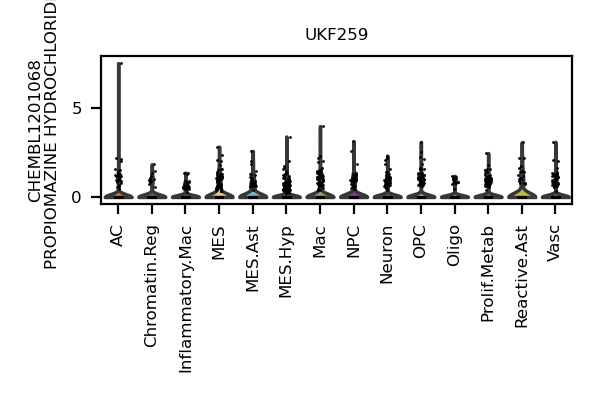 UKF259
CHEMBL1201068
PROPIOMAZINE HYDROCHLORID
5
0
AC
Chromatin.Reg
Inflammatory.Mac
MES
MES.Ast
MES.Hyp
Mac
NPC
Neuron
OPC
Oligo
Prolif.Metab
Reactive.Ast
Vasc